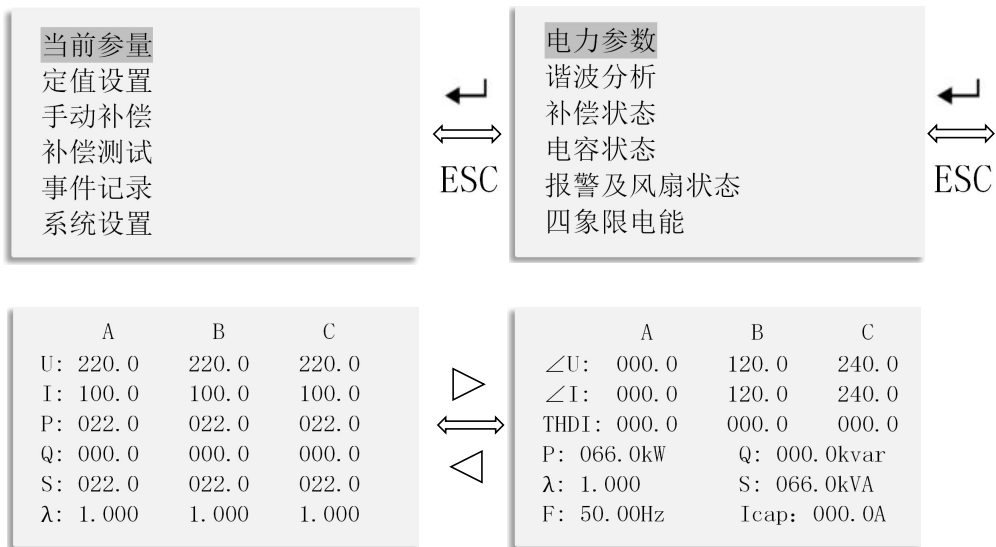 当前参量
定值设置
手动补偿
补偿测试
事件记录
系统设置
ESC
电力参数
谐波分析
补偿状态
电容状态
报警及风扇状态
四象限电能
ESC
A B C
U: 220.0 220.0 220.0
I: 100.0 100.0 100.0
P: 022.0 022.0 022.0
Q: 000.0 000.0 000.0
S: 022.0 022.0 022.0
λ: 1.000 1.000 1.000
A B C
∠U: 000.0 120.0 240.0
∠I: 000.0 120.0 240.0
THDI: 000.0 000.0 000.0
P: 066.0kW Q: 000.0kvar
λ: 1.000 S: 066.0kVA
F: 50.00Hz Icap: 000.0A